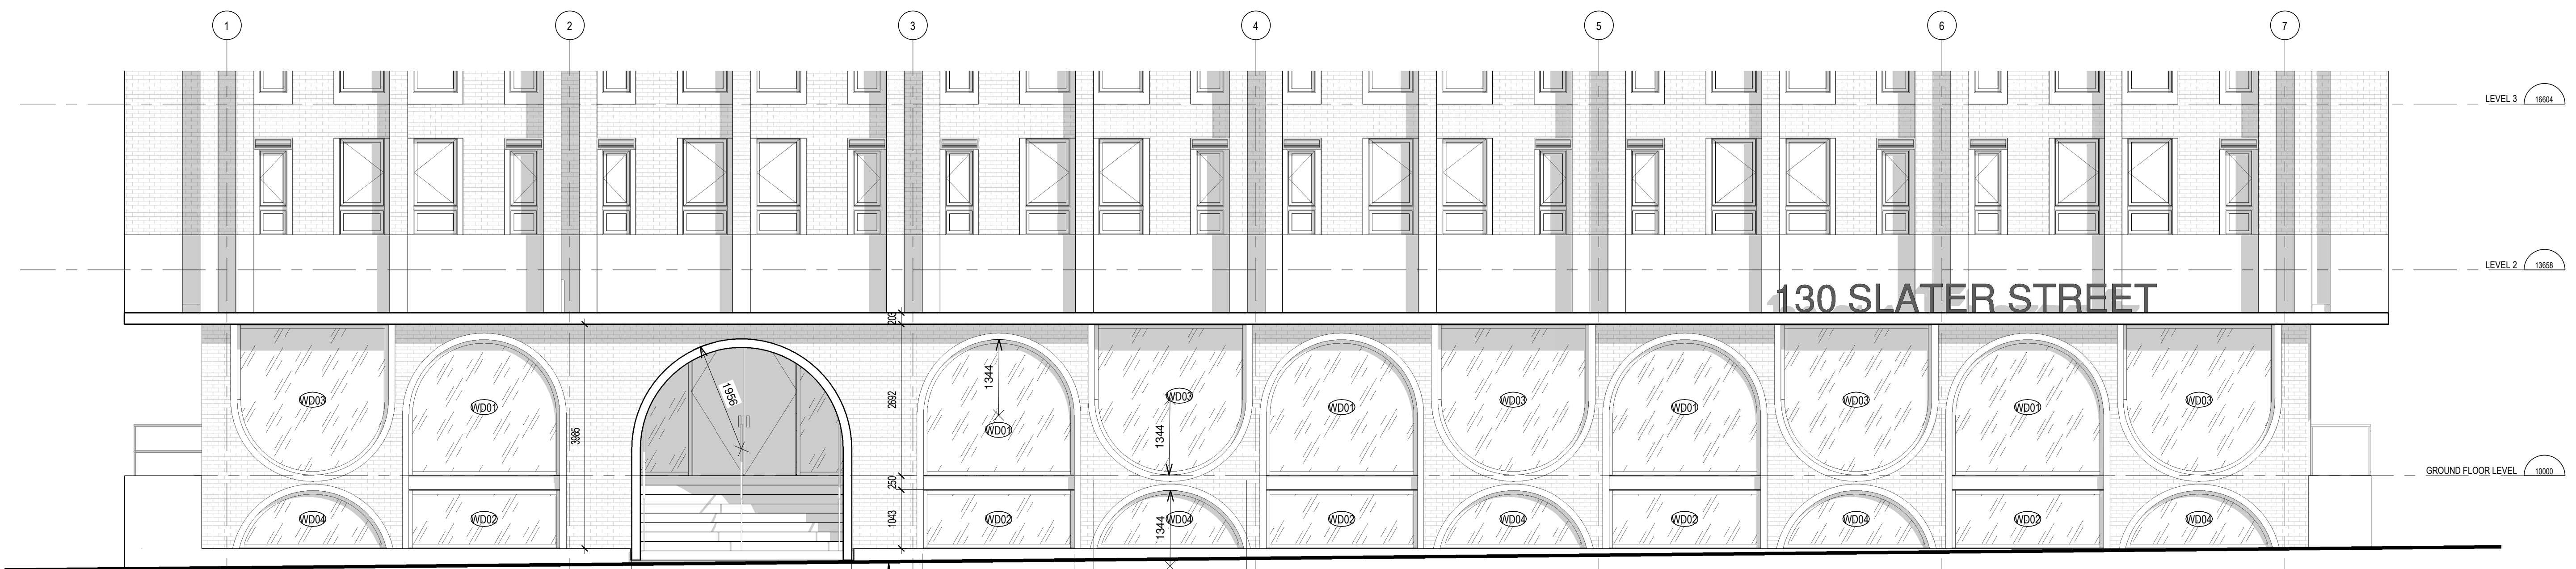 1 2 3 4 5 6 7
LEVEL 3 16604
LEVEL 2 13658
130 SLATER STREET
203
1956
1344
2692
3985
WD03 WD01 WD01 WD03 WD01 WD03 WD01 WD03 WD01 WD03
1344
GROUND FLOOR LEVEL 10000
250
1043
1344
WD04 WD02 WD02 WD04 WD02 WD04 WD02 WD04 WD02 WD04